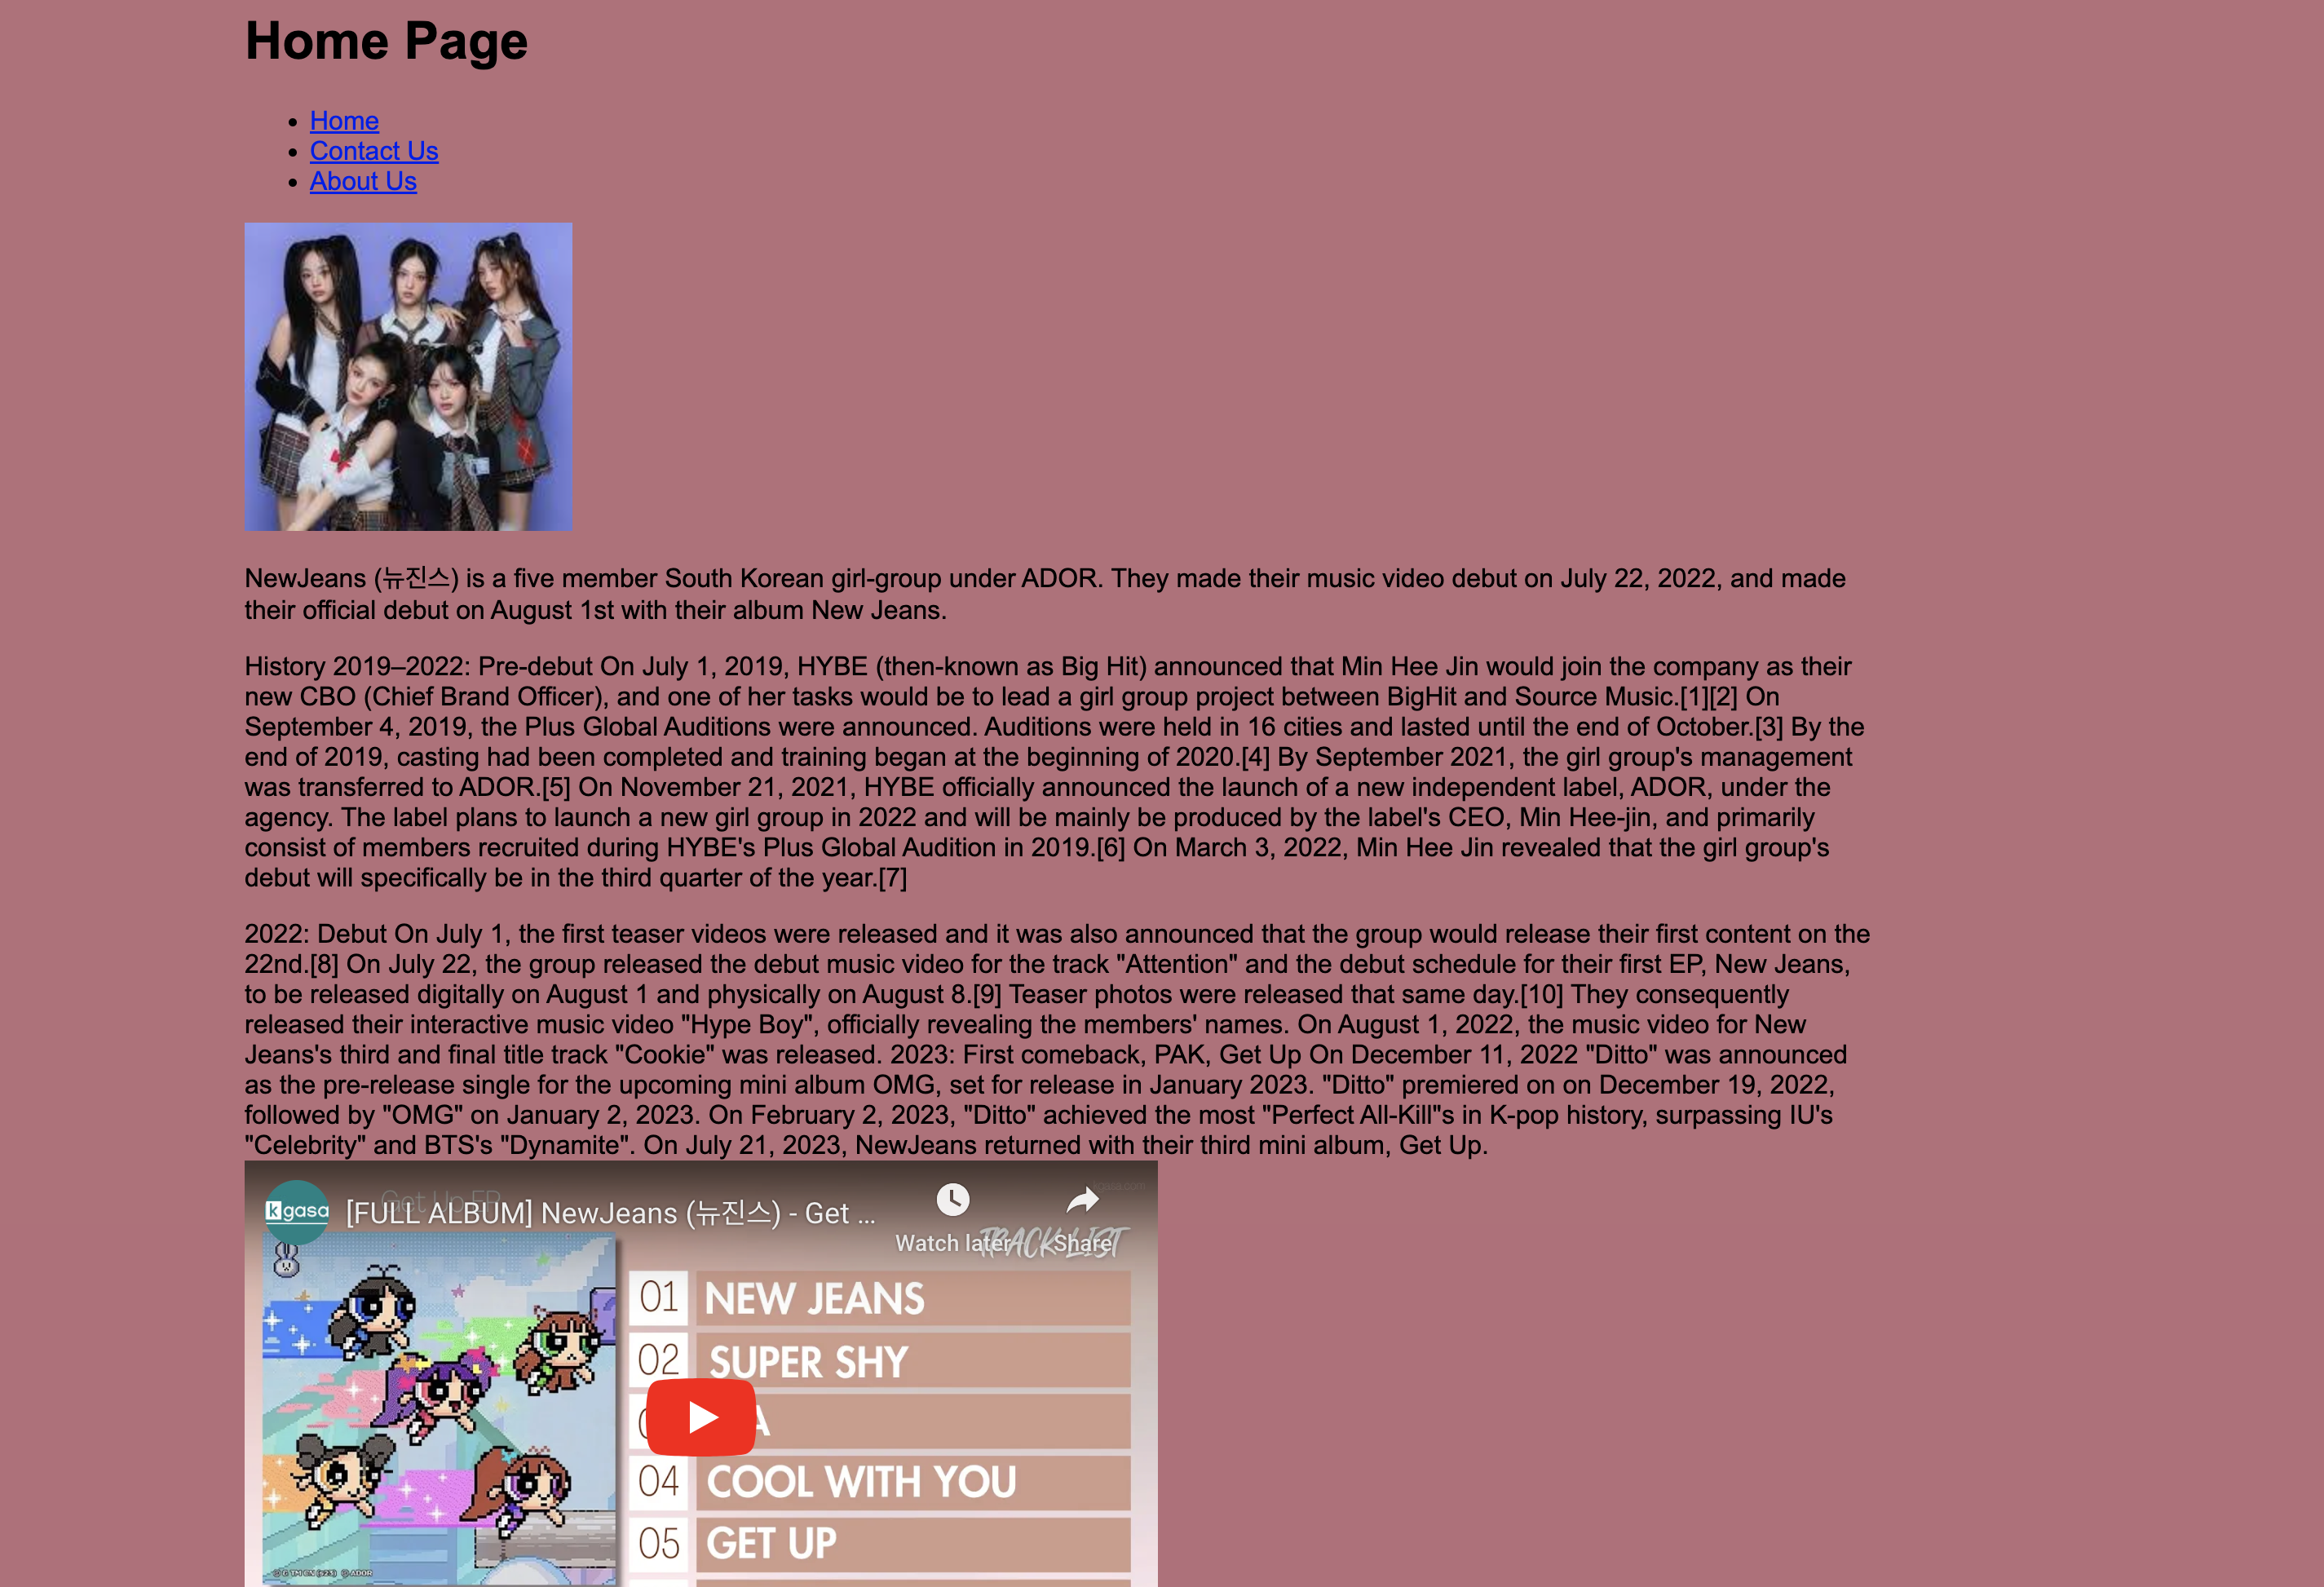 Home Page
Home
Contact Us
About Us
NewJeans (뉴진스) is a five member South Korean girl-group under ADOR. They made their music video debut on July 22, 2022, and made
their official debut on August 1st with their album New Jeans.
History 2019–2022: Pre-debut On July 1, 2019, HYBE (then-known as Big Hit) announced that Min Hee Jin would join the company as their
new CBO (Chief Brand Officer), and one of her tasks would be to lead a girl group project between BigHit and Source Music.[1][2] On
September 4, 2019, the Plus Global Auditions were announced. Auditions were held in 16 cities and lasted until the end of October.[3] By the
end of 2019, casting had been completed and training began at the beginning of 2020.[4] By September 2021, the girl group's management
was transferred to ADOR.[5] On November 21, 2021, HYBE officially announced the launch of a new independent label, ADOR, under the
agency. The label plans to launch a new girl group in 2022 and will be mainly be produced by the label's CEO, Min Hee-jin, and primarily
consist of members recruited during HYBE's Plus Global Audition in 2019.[6] On March 3, 2022, Min Hee Jin revealed that the girl group's
debut will specifically be in the third quarter of the year.[7]
2022: Debut On July 1, the first teaser videos were released and it was also announced that the group would release their first content on the
22nd.[8] On July 22, the group released the debut music video for the track "Attention" and the debut schedule for their first EP, New Jeans,
to be released digitally on August 1 and physically on August 8.[9] Teaser photos were released that same day.[10] They consequently
released their interactive music video "Hype Boy", officially revealing the members' names. On August 1, 2022, the music video for New
Jeans's third and final title track "Cookie" was released. 2023: First comeback, PAK, Get Up On December 11, 2022 "Ditto" was announced
as the pre-release single for the upcoming mini album OMG, set for release in January 2023. "Ditto" premiered on on December 19, 2022,
followed by "OMG" on January 2, 2023. On February 2, 2023, "Ditto" achieved the most "Perfect All-Kill"s in K-pop history, surpassing IU's
"Celebrity" and BTS's "Dynamite". On July 21, 2023, NewJeans returned with their third mini album, Get Up.
Get Up EP
kgasa [FULL ALBUM] NewJeans (뉴진스) - Get ...
Watch later Share
TRACK LIST
01 NEW JEANS
02 SUPER SHY
04 COOL WITH YOU
05 GET UP